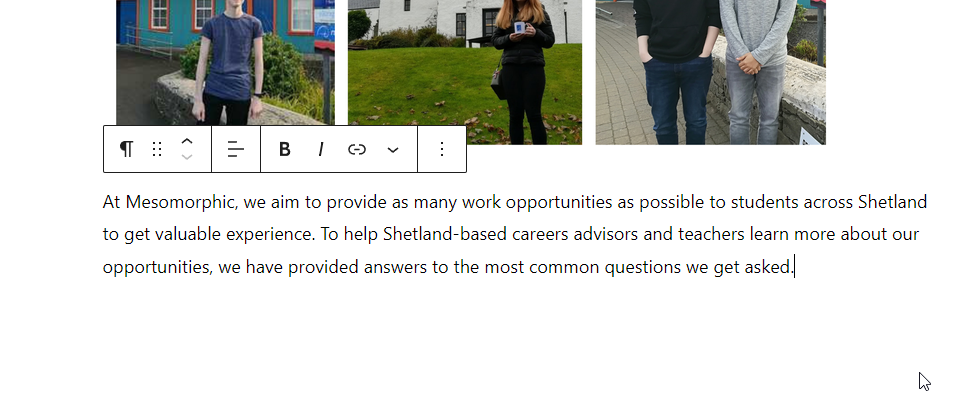 B I
At Mesomorphic, we aim to provide as many work opportunities as possible to students across Shetland
to get valuable experience. To help Shetland-based careers advisors and teachers learn more about our
opportunities, we have provided answers to the most common questions we get asked.